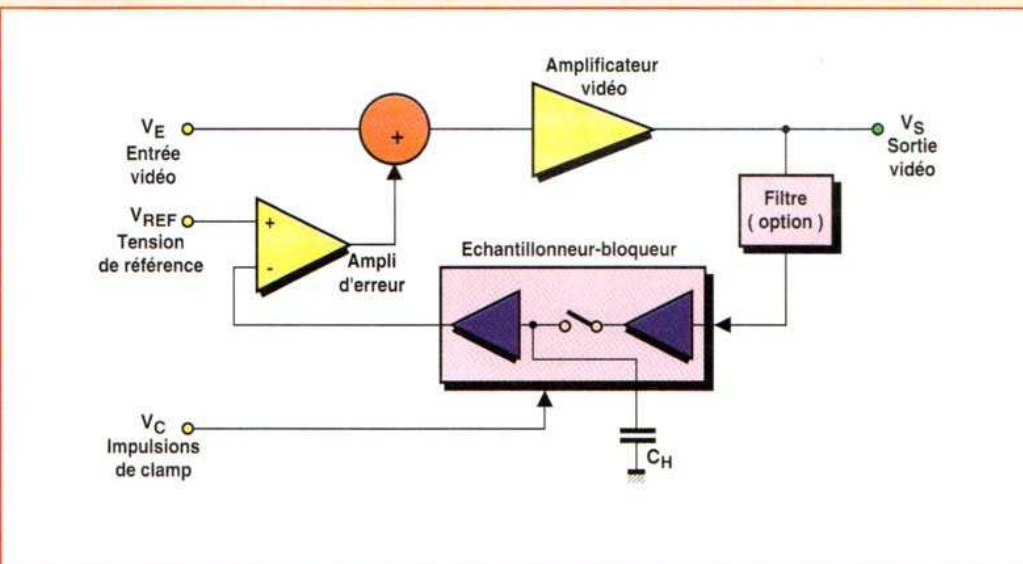 Amplificateur
vidéo
VE
Entrée
vidéo
+
VS
Sortie
vidéo
VREF
Tension
de référence
+
-
Ampli
d'erreur
Filtre
( option )
Echantillonneur-bloqueur
VC
Impulsions
de clamp
CH